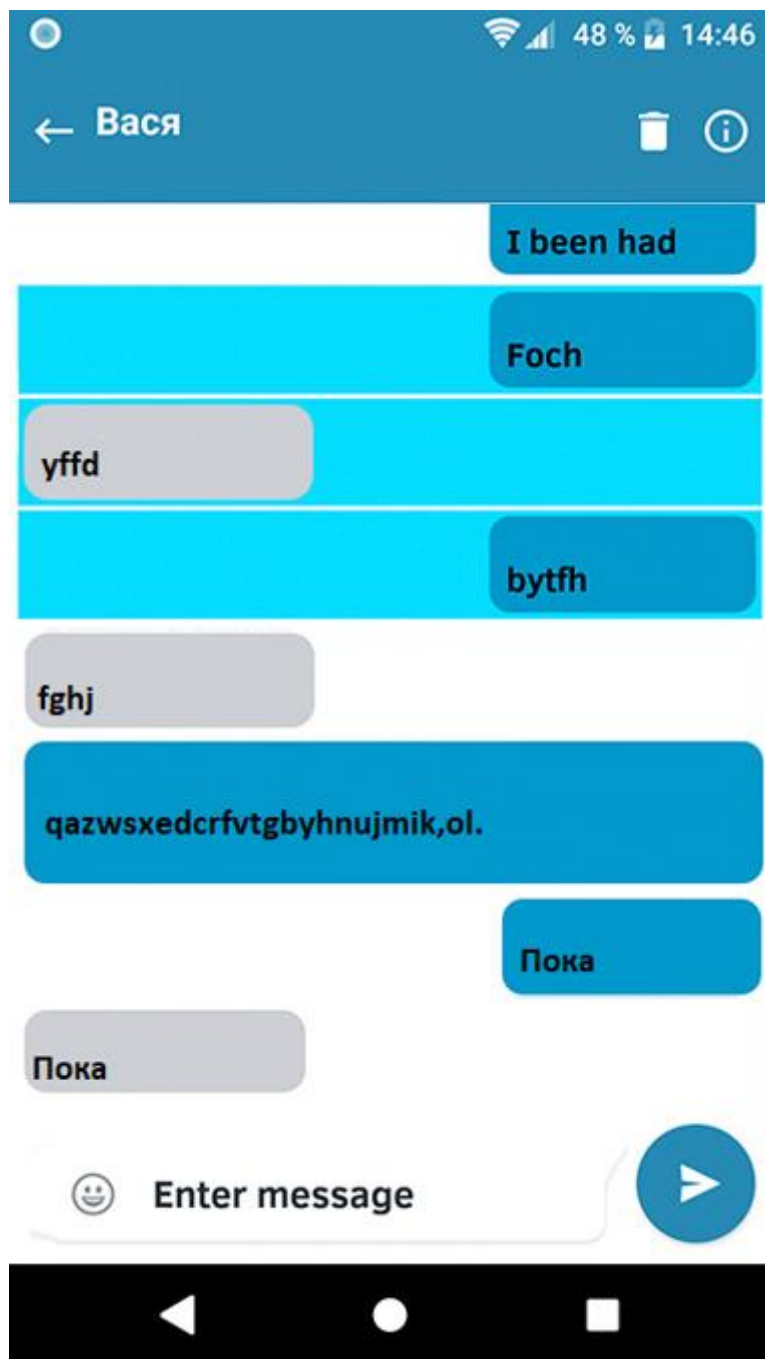 48 % 14:46
Вася
I been had
Foch
yffd
bytfh
fghj
qazwsxedcrfvtgbyhnujmik,ol.
Пока
Пока
Enter message